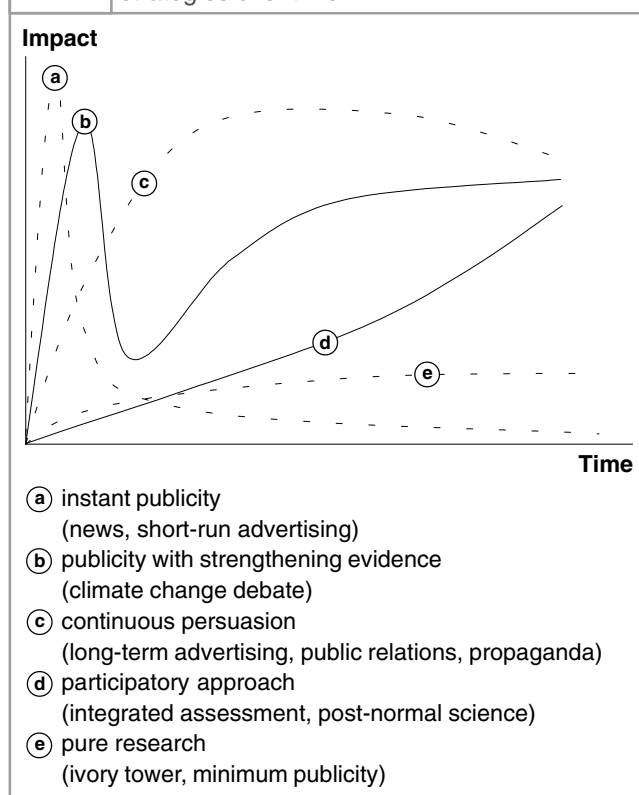 Impact
a
b
c
d
e
Time
a instant publicity
(news, short-run advertising)
b publicity with strengthening evidence
(climate change debate)
c continuous persuasion
(long-term advertising, public relations, propaganda)
d participatory approach
(integrated assessment, post-normal science)
e pure research
(ivory tower, minimum publicity)